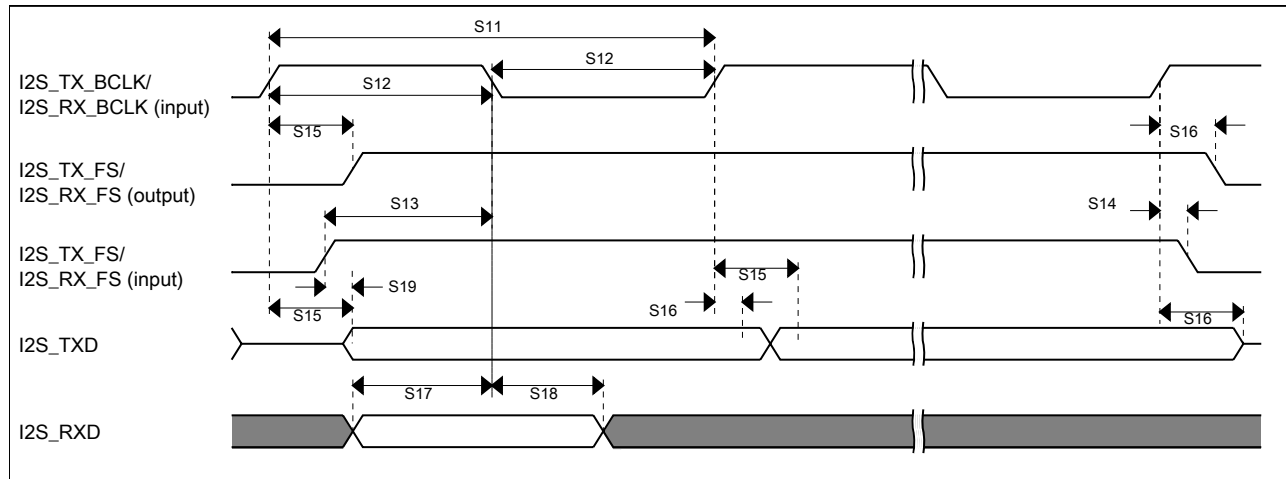 S11
I2S_TX_BCLK/
I2S_RX_BCLK (input)
S12
S12
S15
S16
I2S_TX_FS/
I2S_RX_FS (output)
S13
S14
I2S_TX_FS/
I2S_RX_FS (input)
S19
S15
S15
S16
S16
I2S_TXD
S17
S18
I2S_RXD